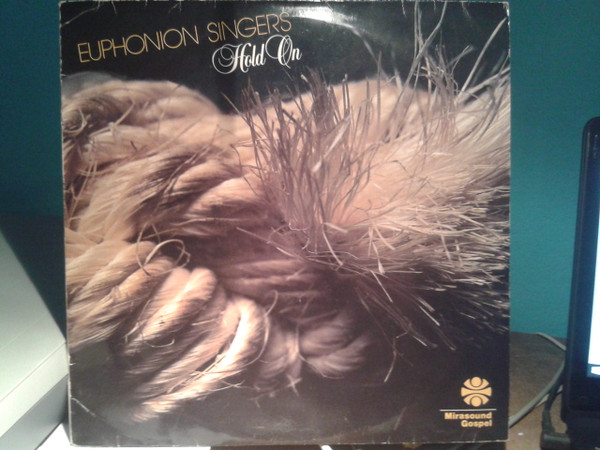 EUPHONION SINGERS
Hold On
Mirasound
Gospel